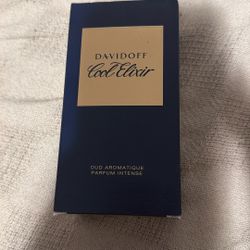 DAVIDOFF
Cool Elixir
OUD AROMATIQUE
PARFUM INTENSE